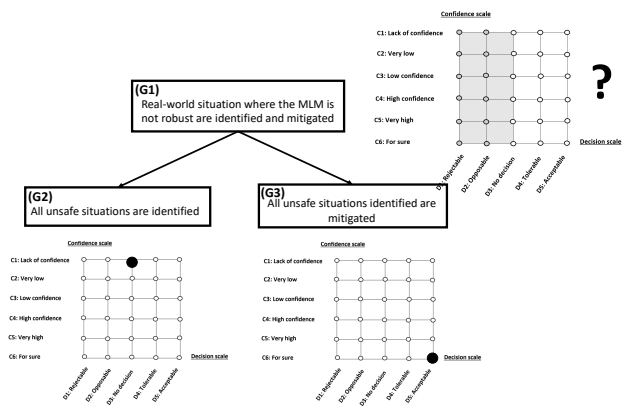 Confidence scale
C1: Lack of confidence
C2: Very low
C3: Low confidence
C4: High confidence
C5: Very high
C6: For sure
Decision scale
D1: Rejectable
D2: Opposable
D3: No decision
D4: Tolerable
D5: Acceptable
?
(G1)
Real-world situation where the MLM is
not robust are identified and mitigated
(G2)
All unsafe situations are identified
(G3)
All unsafe situations identified are
mitigated
Confidence scale
C1: Lack of confidence
C2: Very low
C3: Low confidence
C4: High confidence
C5: Very high
C6: For sure
Decision scale
D1: Rejectable
D2: Opposable
D3: No decision
D4: Tolerable
D5: Acceptable
Confidence scale
C1: Lack of confidence
C2: Very low
C3: Low confidence
C4: High confidence
C5: Very high
C6: For sure
Decision scale
D1: Rejectable
D2: Opposable
D3: No decision
D4: Tolerable
D5: Acceptable